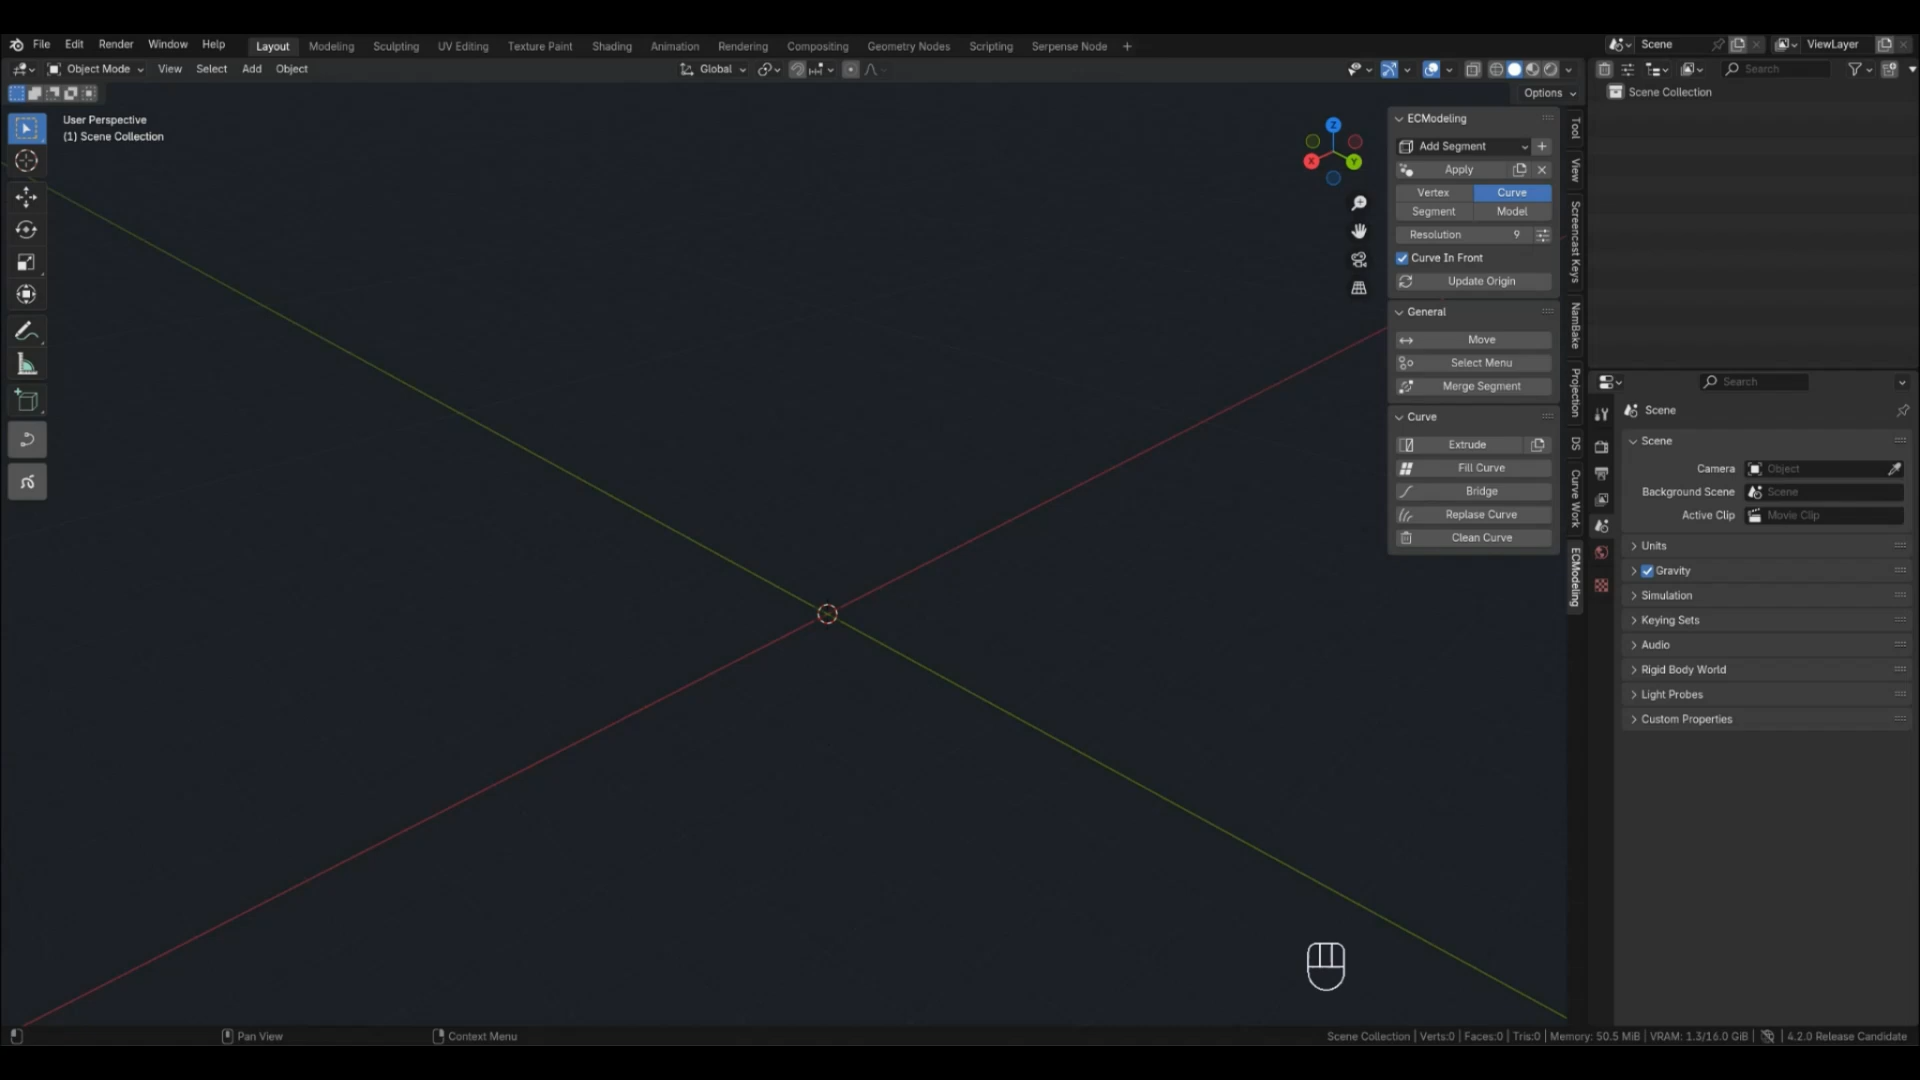 File Edit Render Window Help Layout Modeling Sculpting UV Editing Texture Paint Shading Animation Rendering Compositing Geometry Nodes Scripting Serpense Node + Scene ViewLayer
Object Mode View Select Add Object Global Search
Options
Scene Collection
User Perspective
(1) Scene Collection
Z
X
Y
ECModeling
Add Segment
Apply
Vertex Curve
Segment Model
Resolution 9
Curve In Front
Update Origin
General
Move
Select Menu
Merge Segment
Curve
Extrude
Fill Curve
Bridge
Replase Curve
Clean Curve
Tool
View
Screencast Keys
NamBake
Projection
DS
Curve Work
ECModeling
Search
Scene
Scene
Camera Object
Background Scene Scene
Active Clip Movie Clip
Units
Gravity
Simulation
Keying Sets
Audio
Rigid Body World
Light Probes
Custom Properties
Pan View Context Menu Scene Collection | Verts:0 | Faces:0 | Tris:0 | Memory: 50.5 MiB | VRAM: 1.3/16.0 GiB | 4.2.0 Release Candidate